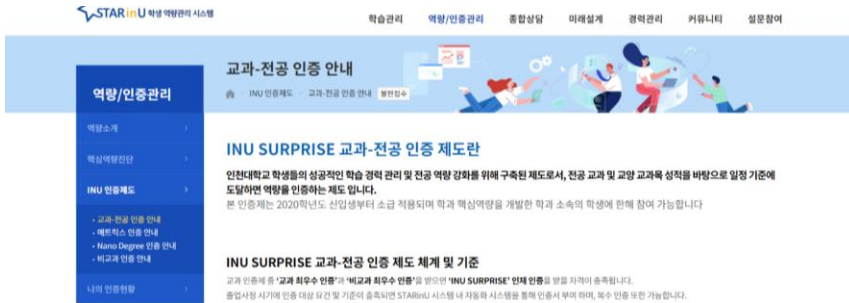 STARinU 학생 역량관리 시스템
학습관리 역량/인증관리 종합상담 미래설계 경력관리 커뮤니티 설문참여
교과-전공 인증 안내
INU 인증제도 교과-전공 인증 안내 불편접수
역량/인증관리
역량소개
핵심역량진단
INU 인증제도
· 교과-전공 인증 안내
· 매트릭스 인증 안내
· Nano Degree 인증 안내
· 비교과 인증 안내
나의 인증현황
INU SURPRISE 교과-전공 인증 제도란
인천대학교 학생들의 성공적인 학습 경력 관리 및 전공 역량 강화를 위해 구축된 제도로서, 전공 교과 및 교양 교과목 성적을 바탕으로 일정 기준에
도달하면 역량을 인증하는 제도 입니다.
본 인증제는 2020학년도 신입생부터 소급 적용되며 학과 핵심역량을 개발한 학과 소속의 학생에 한해 참여 가능합니다
INU SURPRISE 교과-전공 인증 제도 체계 및 기준
교과 인증제 중 '교과 최우수 인증'과 '비교과 최우수 인증'을 받으면 'INU SURPRISE' 인재 인증을 받을 자격이 충족됩니다.
졸업사정 시기에 인증 대상 요건 및 기준이 충족되면 STARinU 시스템 내 자동화 시스템을 통해 인증서 부여 하며, 복수 인증 또한 가능합니다.